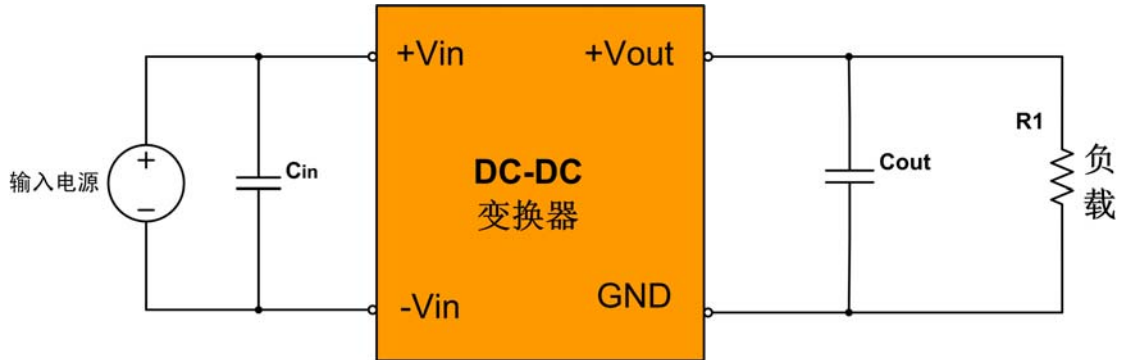 +Vin
+Vout
R1
输入电源
+
−
Cin
DC-DC
变换器
Cout
负
载
-Vin
GND